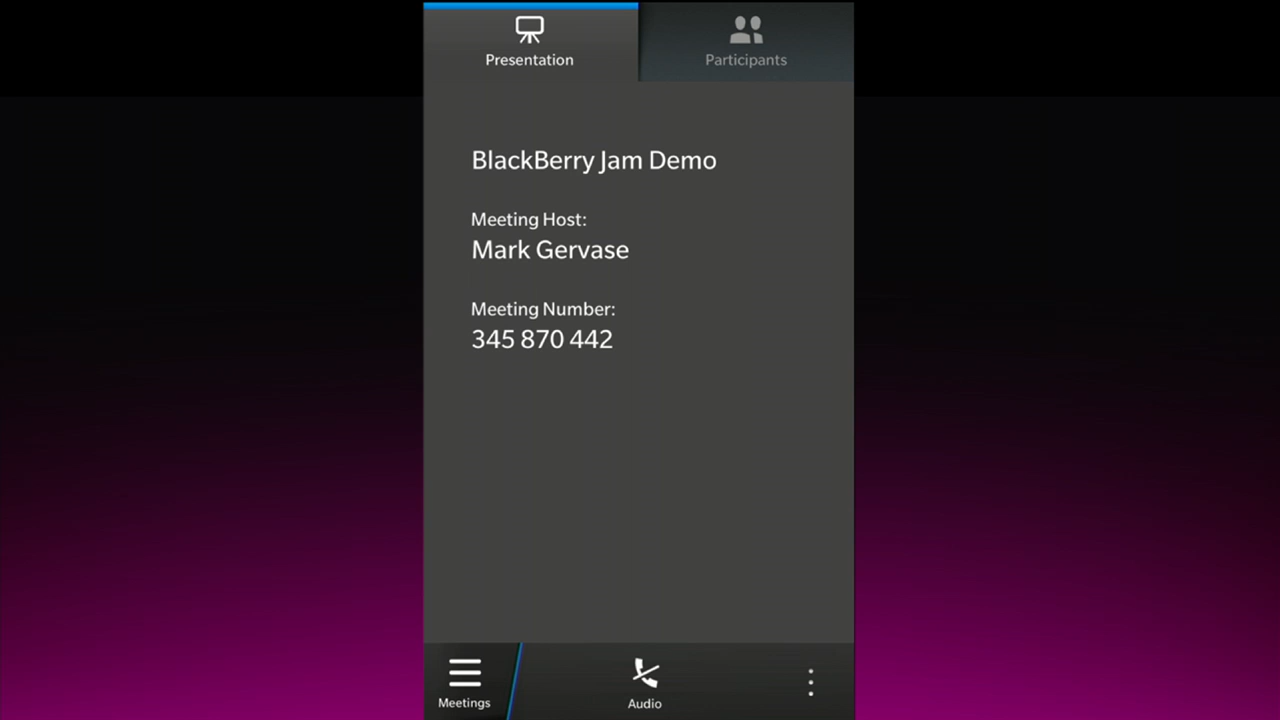 Presentation
Participants
BlackBerry Jam Demo
Meeting Host:
Mark Gervase
Meeting Number:
345 870 442
Meetings
Audio